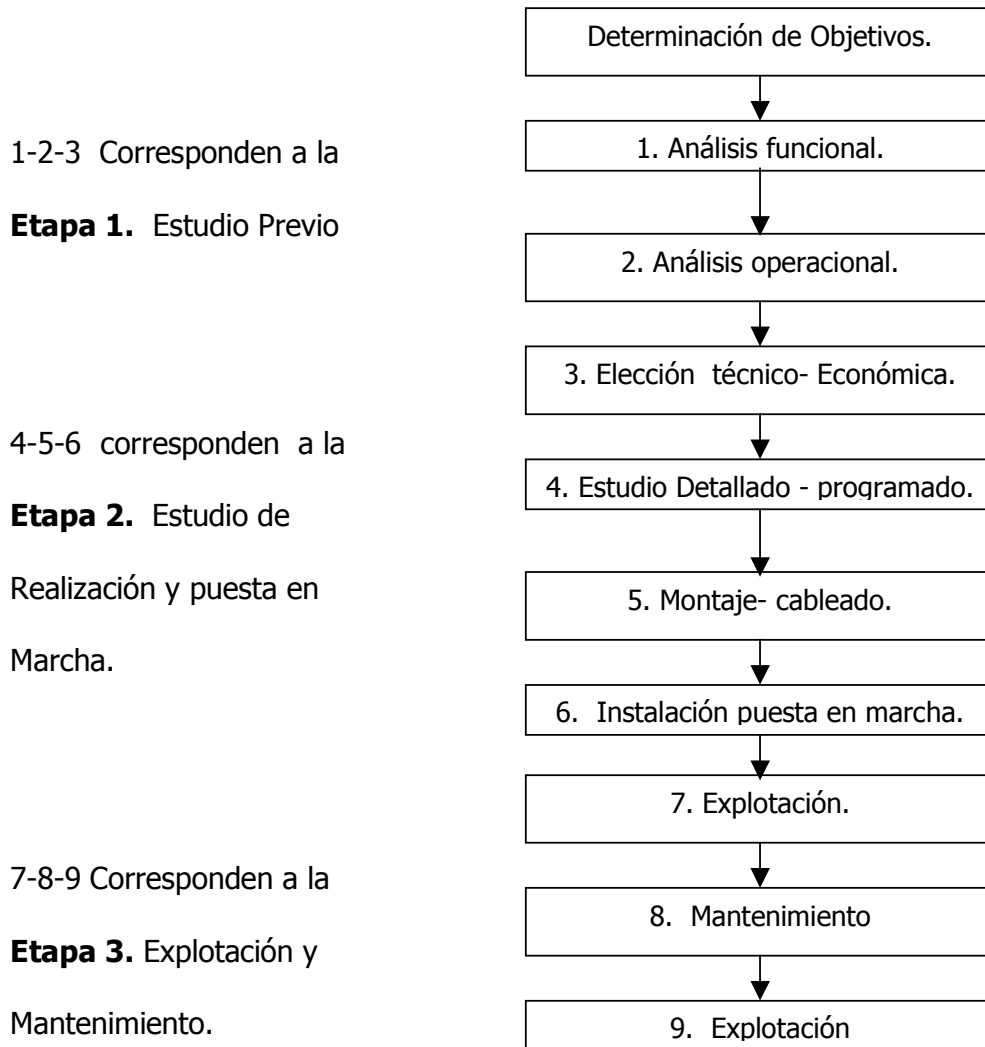 Determinación de Objetivos.
1-2-3 Corresponden a la
Etapa 1. Estudio Previo
1. Análisis funcional.
2. Análisis operacional.
3. Elección técnico- Económica.
4-5-6 corresponden a la
Etapa 2. Estudio de
Realización y puesta en
Marcha.
4. Estudio Detallado - programado.
5. Montaje- cableado.
6. Instalación puesta en marcha.
7. Explotación.
7-8-9 Corresponden a la
Etapa 3. Explotación y
Mantenimiento.
8. Mantenimiento
9. Explotación